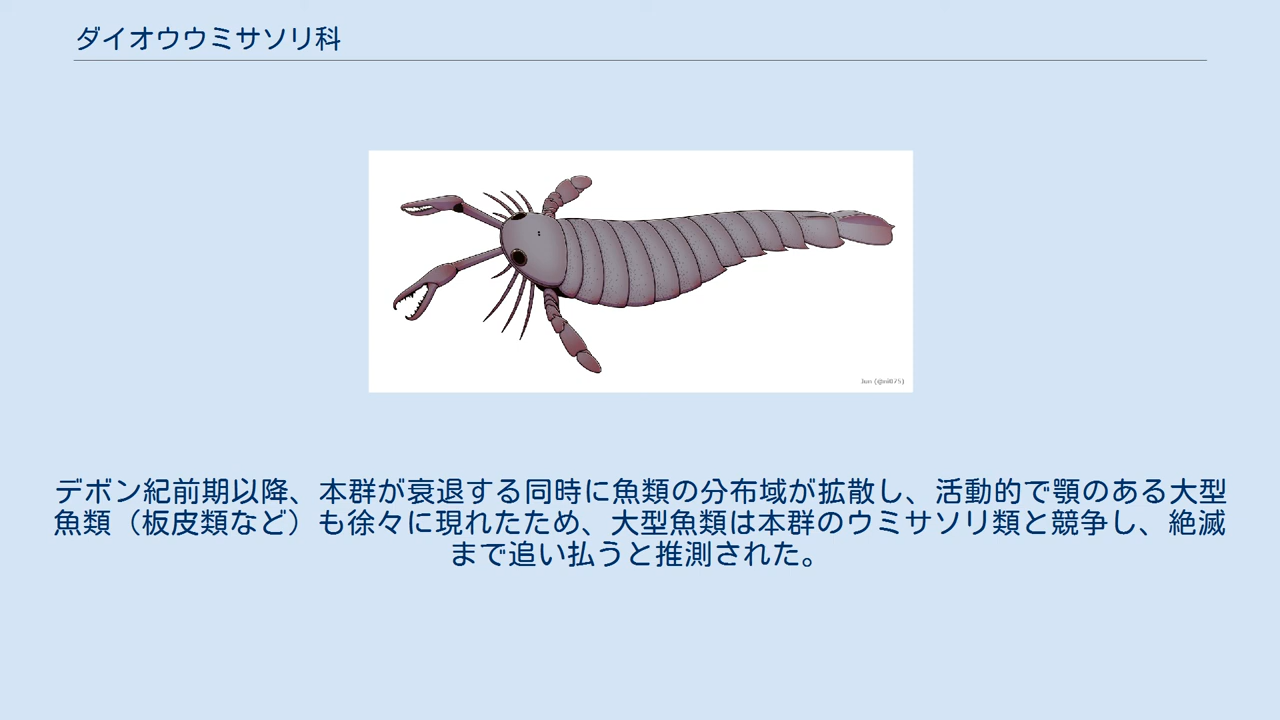 ダイオウウミサソリ科
デボン紀前期以降、本群が衰退する同時に魚類の分布域が拡散し、活動的で顎のある大型
魚類（板皮類など）も徐々に現れたため、大型魚類は本群のウミサソリ類と競争し、絶滅
まで追い払うと推測された。